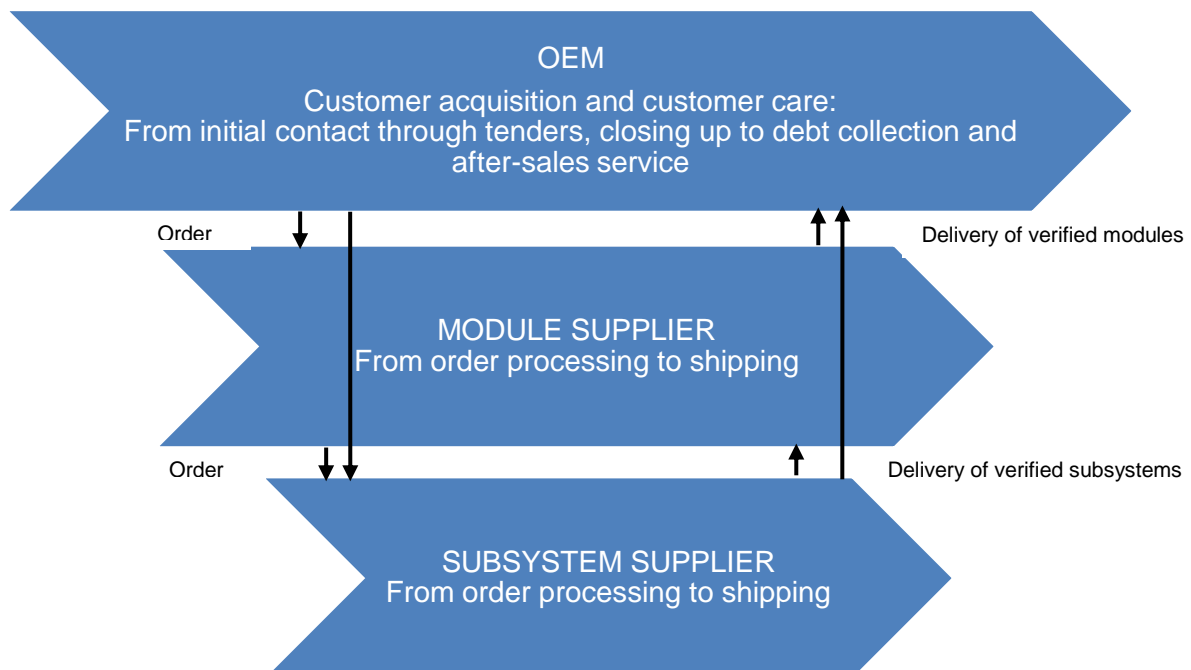 OEM
Customer acquisition and customer care:
From initial contact through tenders, closing up to debt collection and
after-sales service
Order
Delivery of verified modules
MODULE SUPPLIER
From order processing to shipping
Order
Delivery of verified subsystems
SUBSYSTEM SUPPLIER
From order processing to shipping